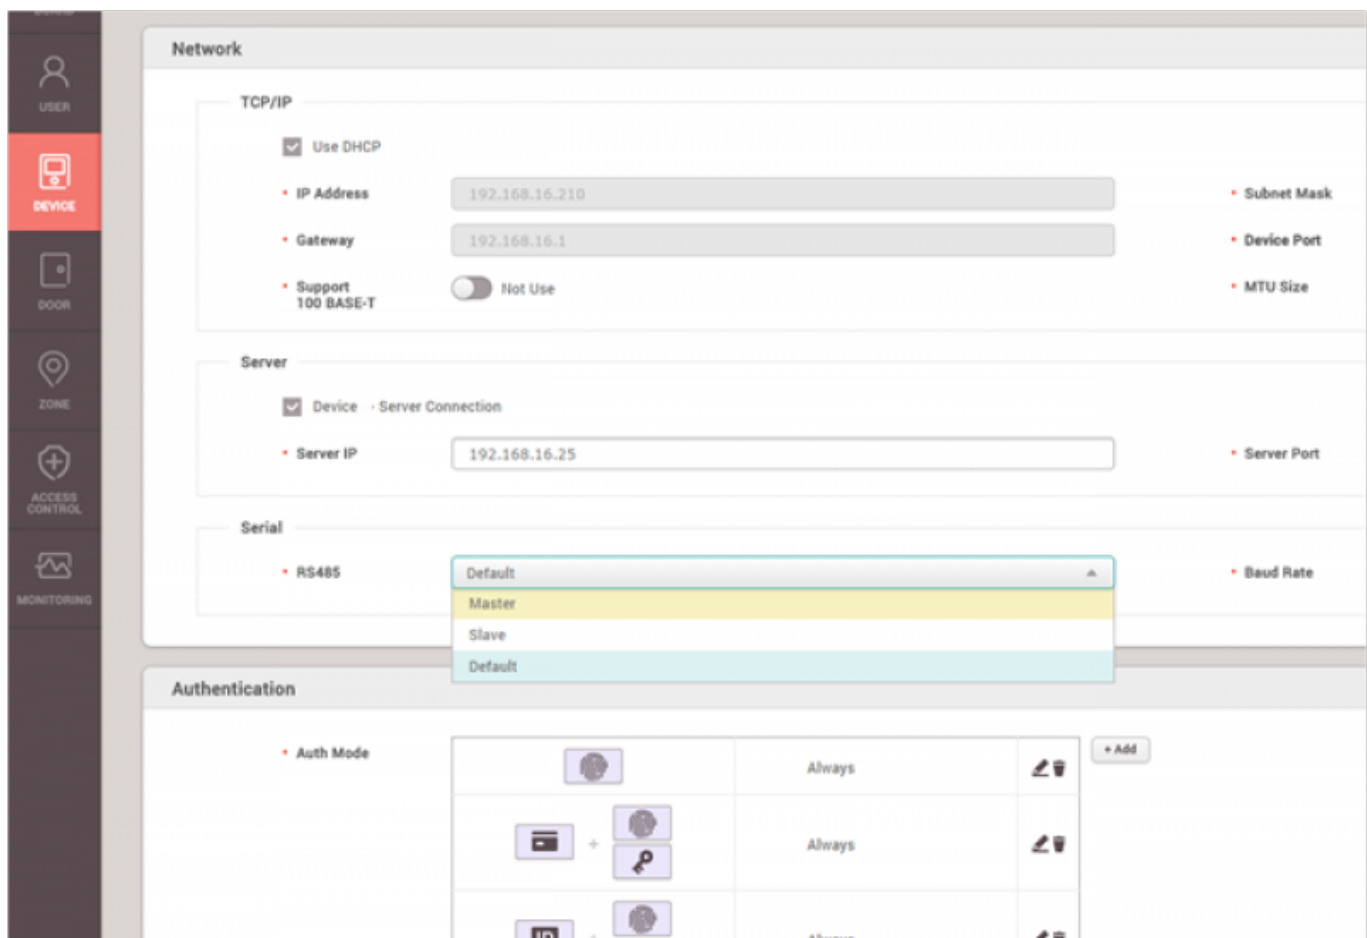 Network
USER
TCP/IP
Use DHCP
IP Address 192.168.16.210 Subnet Mask
DEVICE
Gateway 192.168.16.1 Device Port
Support
100 BASE-T
Not Use
MTU Size
DOOR
Server
ZONE
Device - Server Connection
Server IP 192.168.16.25 Server Port
ACCESS
CONTROL
Serial
RS485 Default Baud Rate
MONITORING
Master
Slave
Default
Authentication
Auth Mode
+ Add
Always
Always
ID
Always